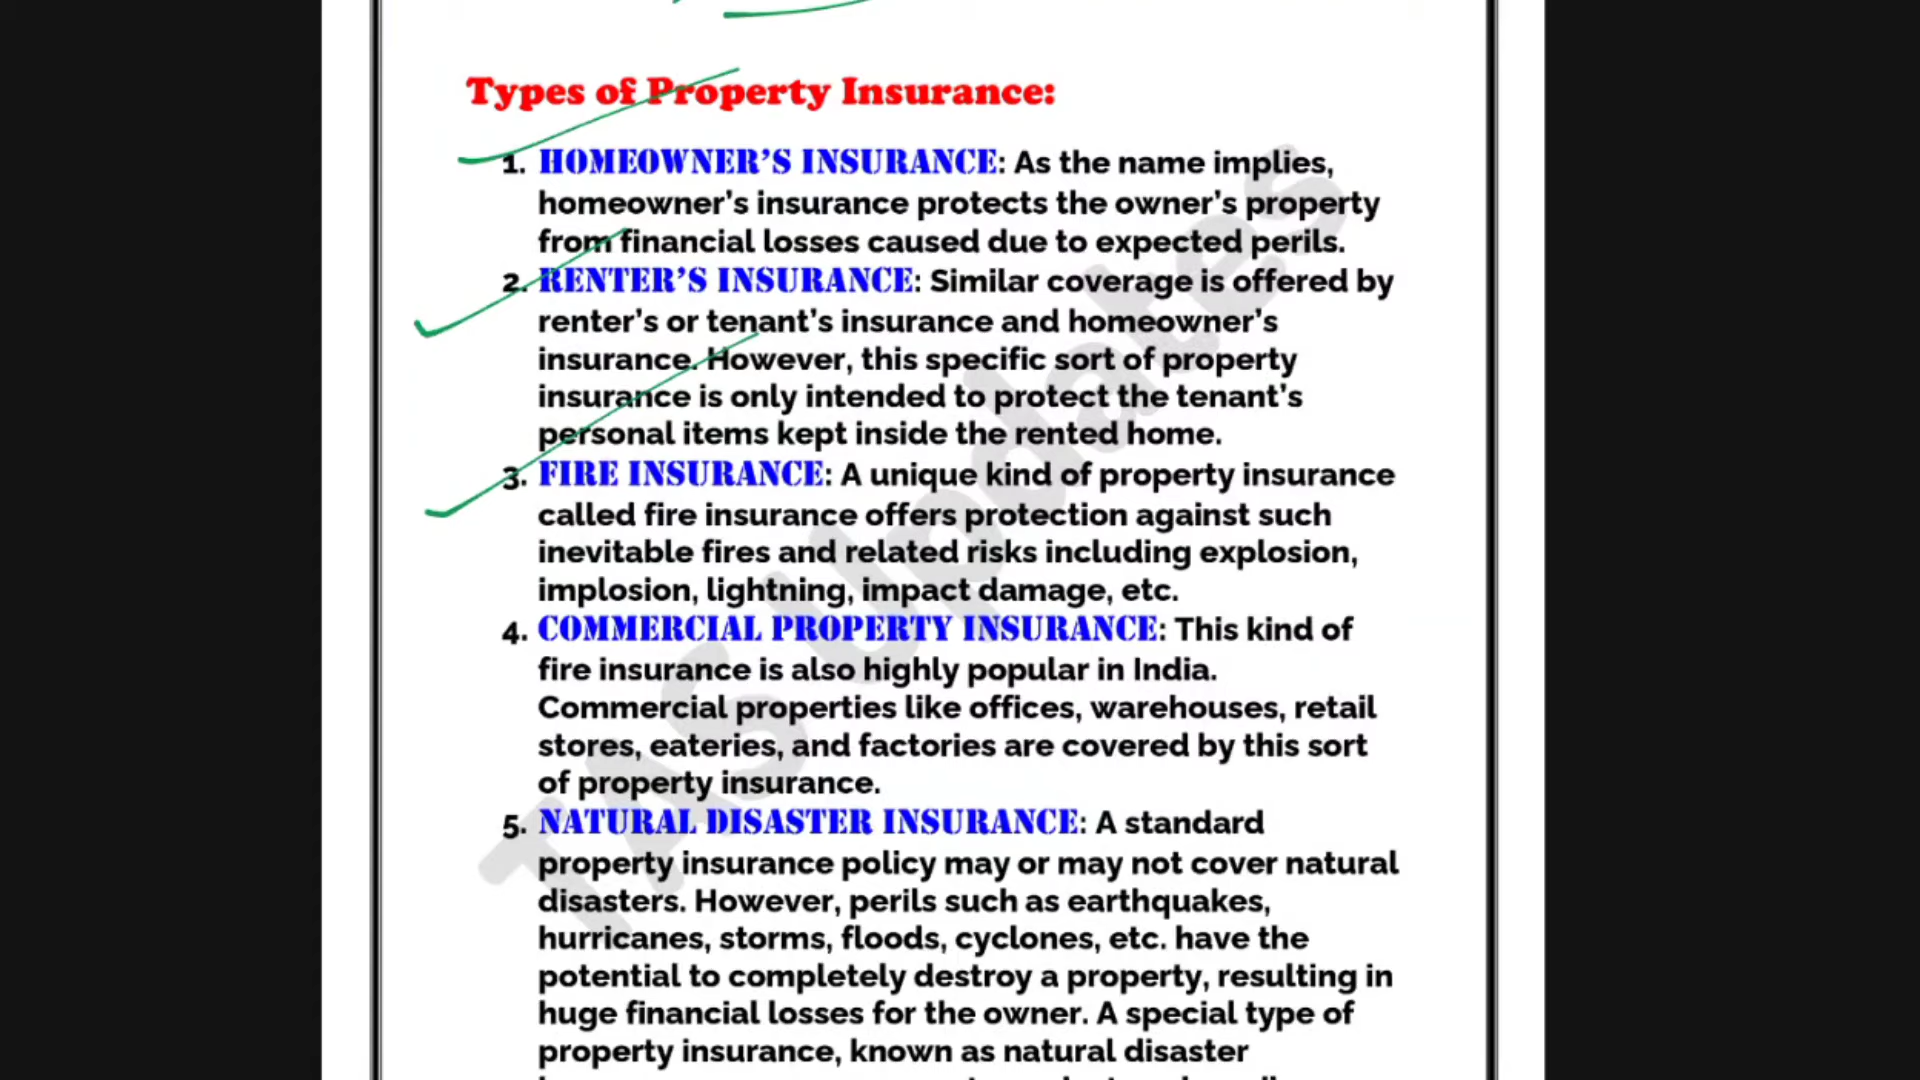 Types of Property Insurance:
1. HOMEOWNER'S INSURANCE: As the name implies,
homeowner's insurance protects the owner's property
from financial losses caused due to expected perils.
2. RENTER'S INSURANCE: Similar coverage is offered by
renter's or tenant's insurance and homeowner's
insurance. However, this specific sort of property
insurance is only intended to protect the tenant's
personal items kept inside the rented home.
3. FIRE INSURANCE: A unique kind of property insurance
called fire insurance offers protection against such
inevitable fires and related risks including explosion,
implosion, lightning, impact damage, etc.
4. COMMERCIAL PROPERTY INSURANCE: This kind of
fire insurance is also highly popular in India.
Commercial properties like offices, warehouses, retail
stores, eateries, and factories are covered by this sort
of property insurance.
5. NATURAL DISASTER INSURANCE: A standard
property insurance policy may or may not cover natural
disasters. However, perils such as earthquakes,
hurricanes, storms, floods, cyclones, etc. have the
potential to completely destroy a property, resulting in
huge financial losses for the owner. A special type of
property insurance, known as natural disaster
TAS Updates